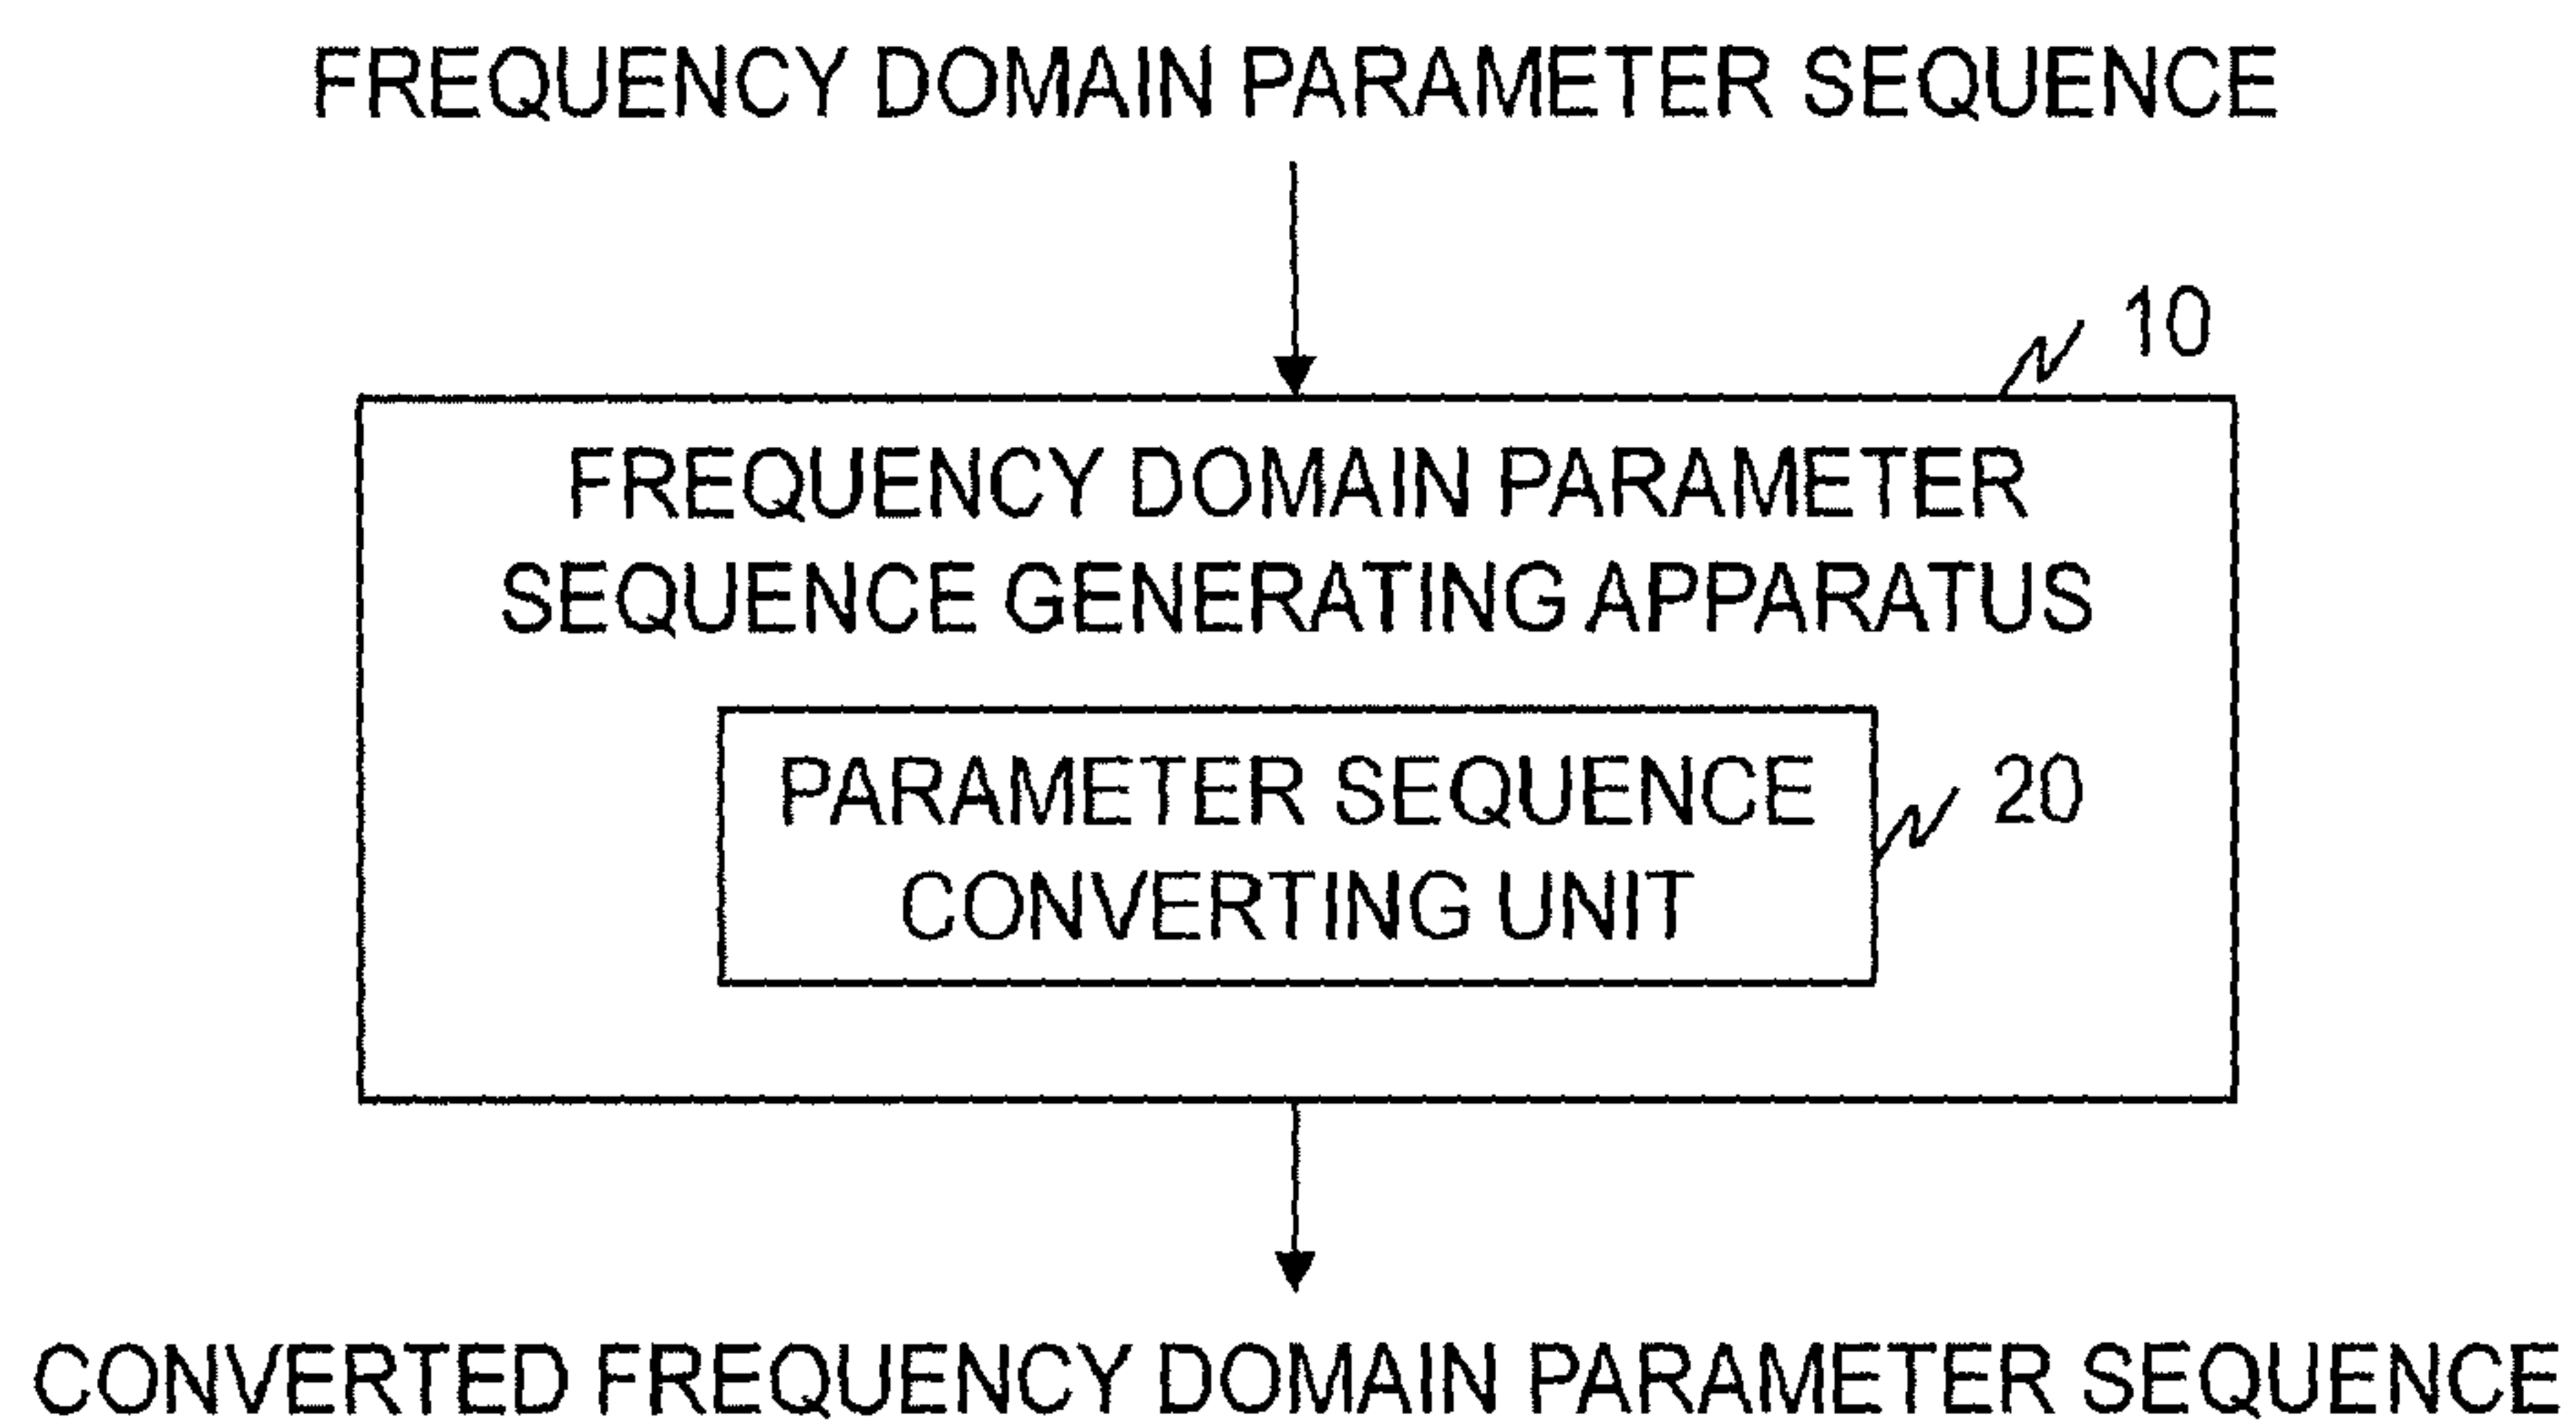 FREQUENCY DOMAIN PARAMETER SEQUENCE
10
FREQUENCY DOMAIN PARAMETER
SEQUENCE GENERATING APPARATUS
PARAMETER SEQUENCE
CONVERTING UNIT
20
CONVERTED FREQUENCY DOMAIN PARAMETER SEQUENCE